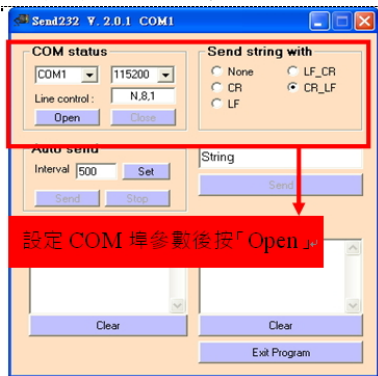 Send232 V. 2.0.1 COM1
COM status
COM1
115200
Line control :
N,8,1
Open
Close
Send string with
None
LF_CR
CR
CR_LF
LF
Auto send
Interval
500
Set
Send
Stop
String
Send
設定 COM 埠參數後按「Open」
Clear
Clear
Exit Program